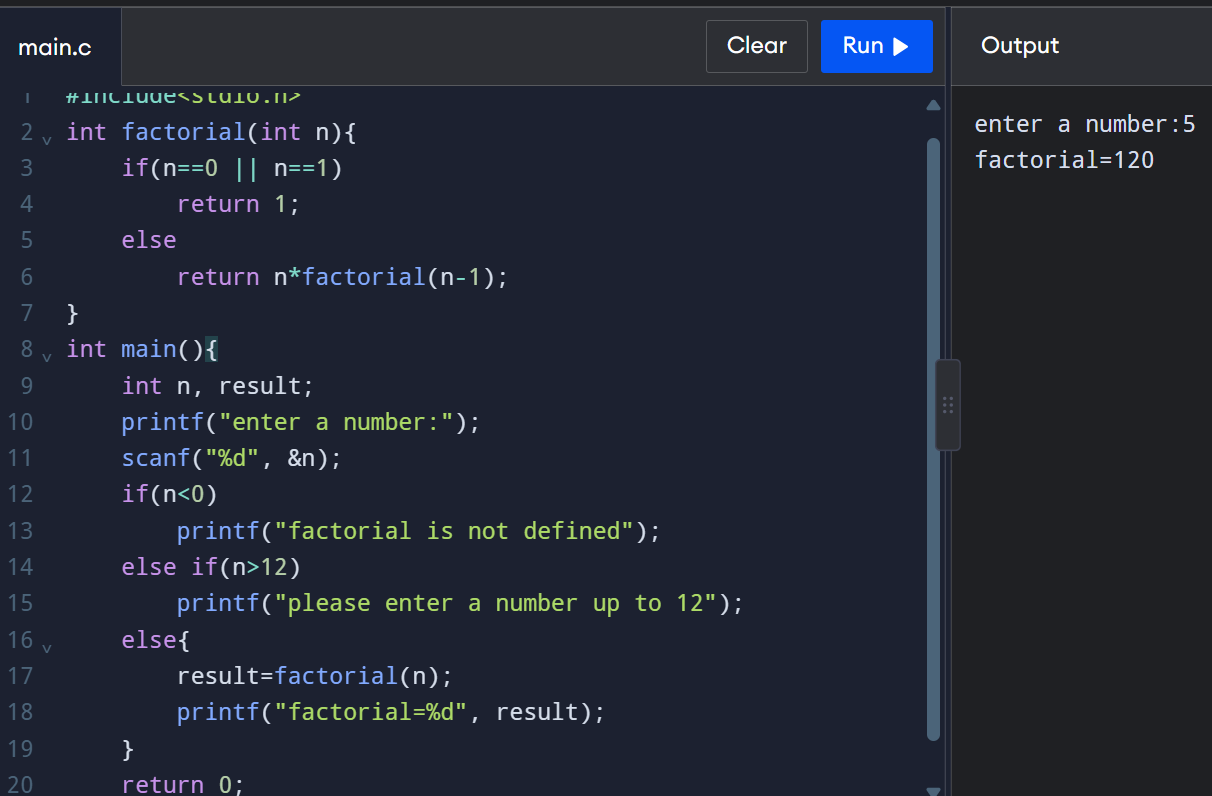 main.c
Clear
Run
Output
1 #include<stdio.h>
2 int factorial(int n){
3     if(n==0 || n==1)
4         return 1;
5     else
6         return n*factorial(n-1);
7 }
8 int main(){
9     int n, result;
10     printf("enter a number:");
11     scanf("%d", &n);
12     if(n<0)
13         printf("factorial is not defined");
14     else if(n>12)
15         printf("please enter a number up to 12");
16     else{
17         result=factorial(n);
18         printf("factorial=%d", result);
19     }
20     return 0;
enter a number:5
factorial=120